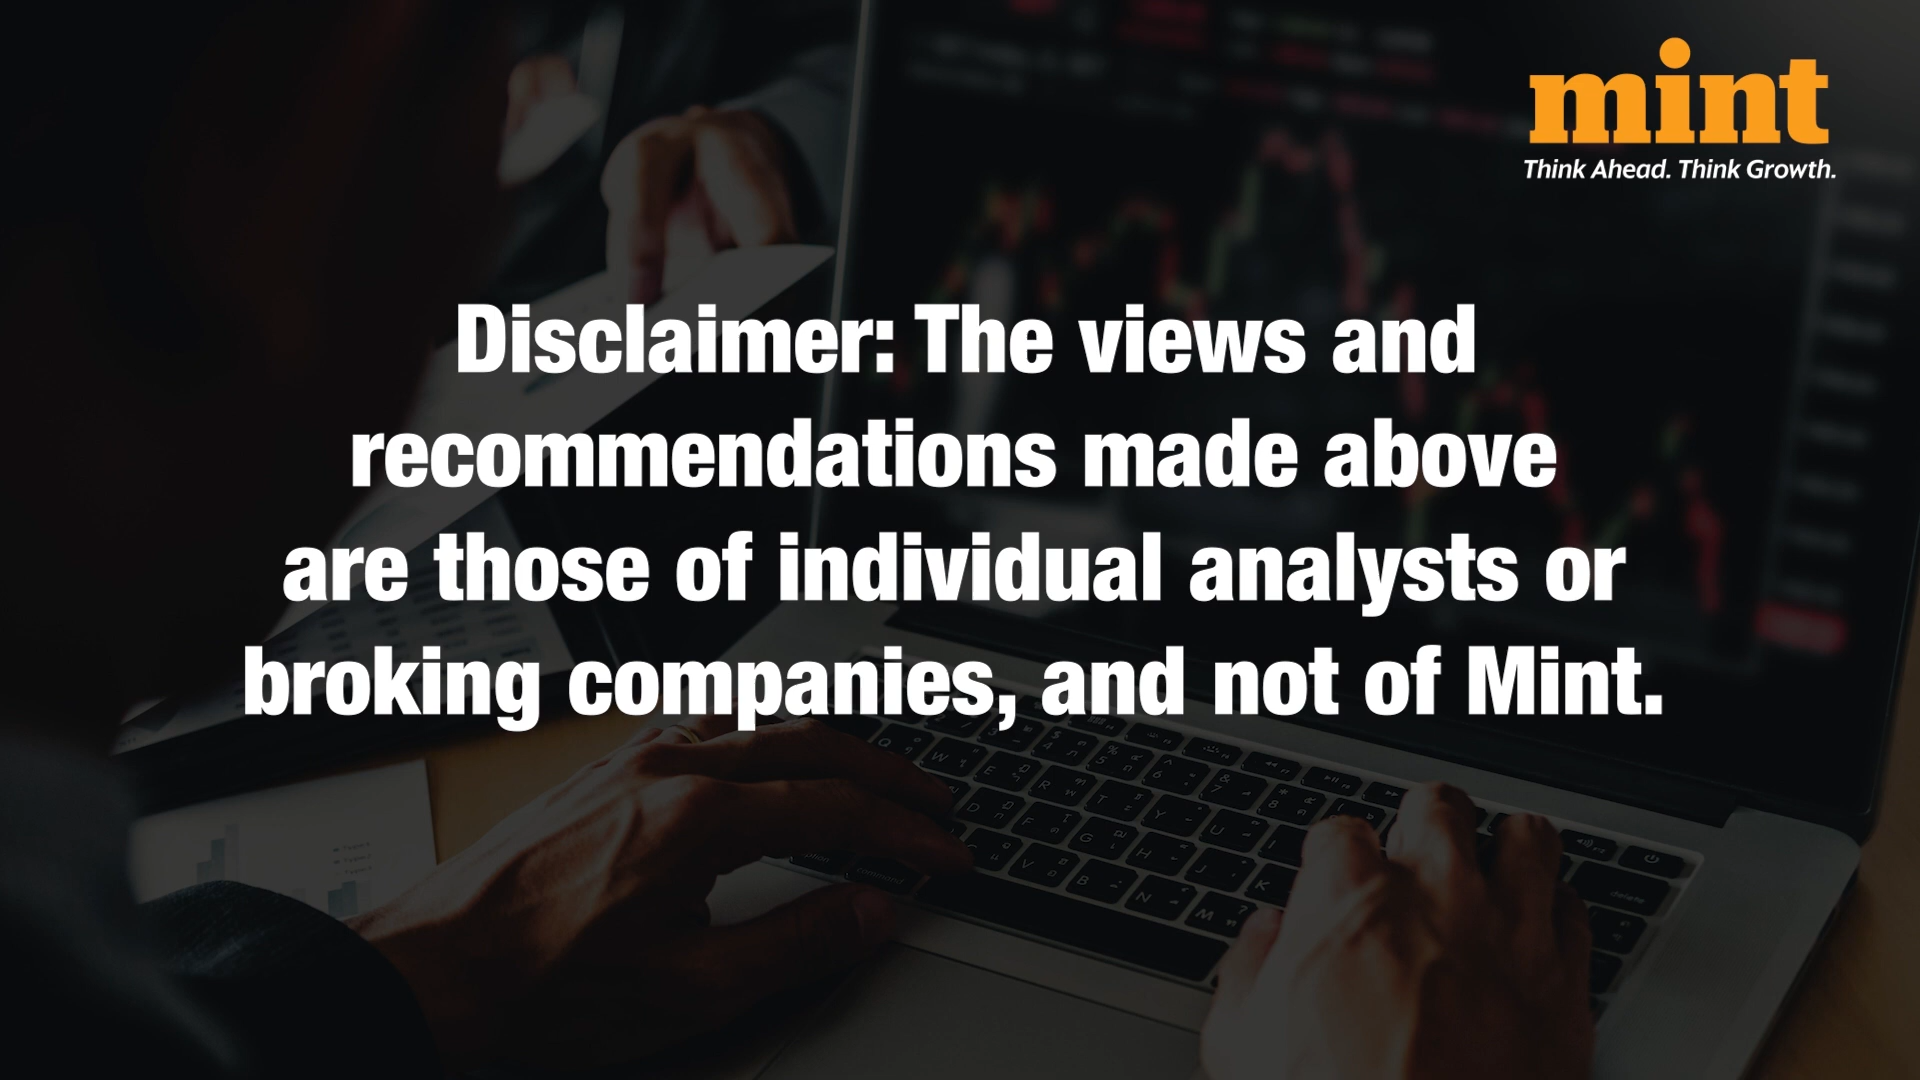 mint
Think Ahead. Think Growth.
Disclaimer: The views and
recommendations made above
are those of individual analysts or
broking companies, and not of Mint.